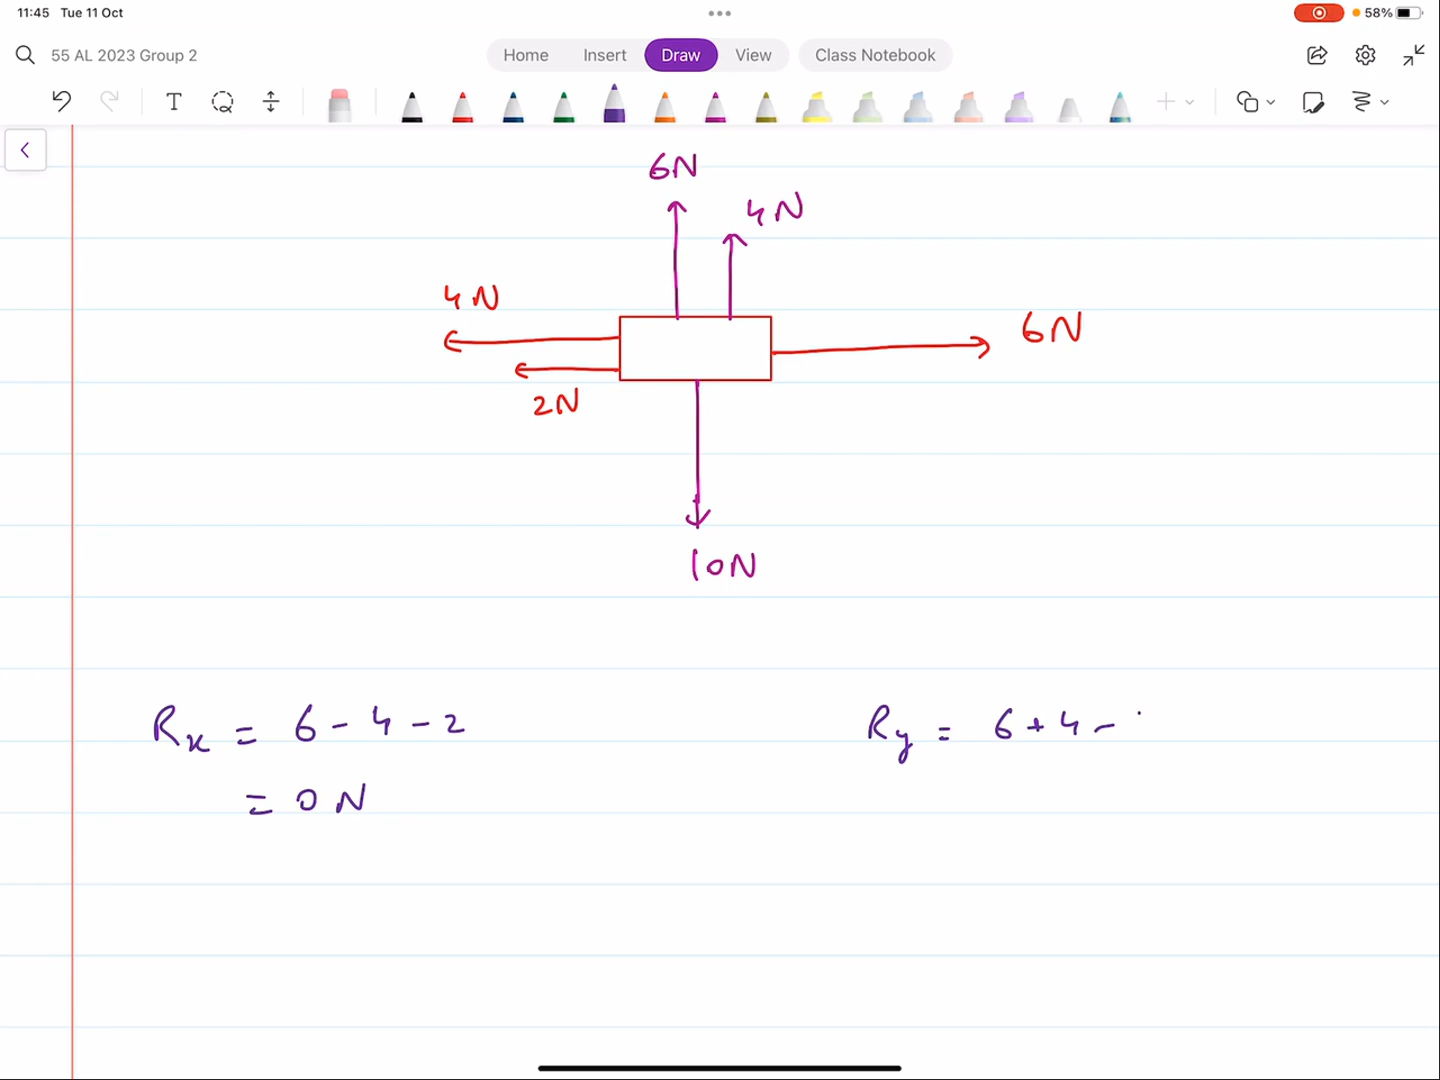 11:45 Tue 11 Oct
58%
55 AL 2023 Group 2
Home Insert Draw View Class Notebook
T
6N
4N
4N
6N
2N
10N
Rx = 6 - 4 - 2
Ry = 6 + 4 -
= 0 N